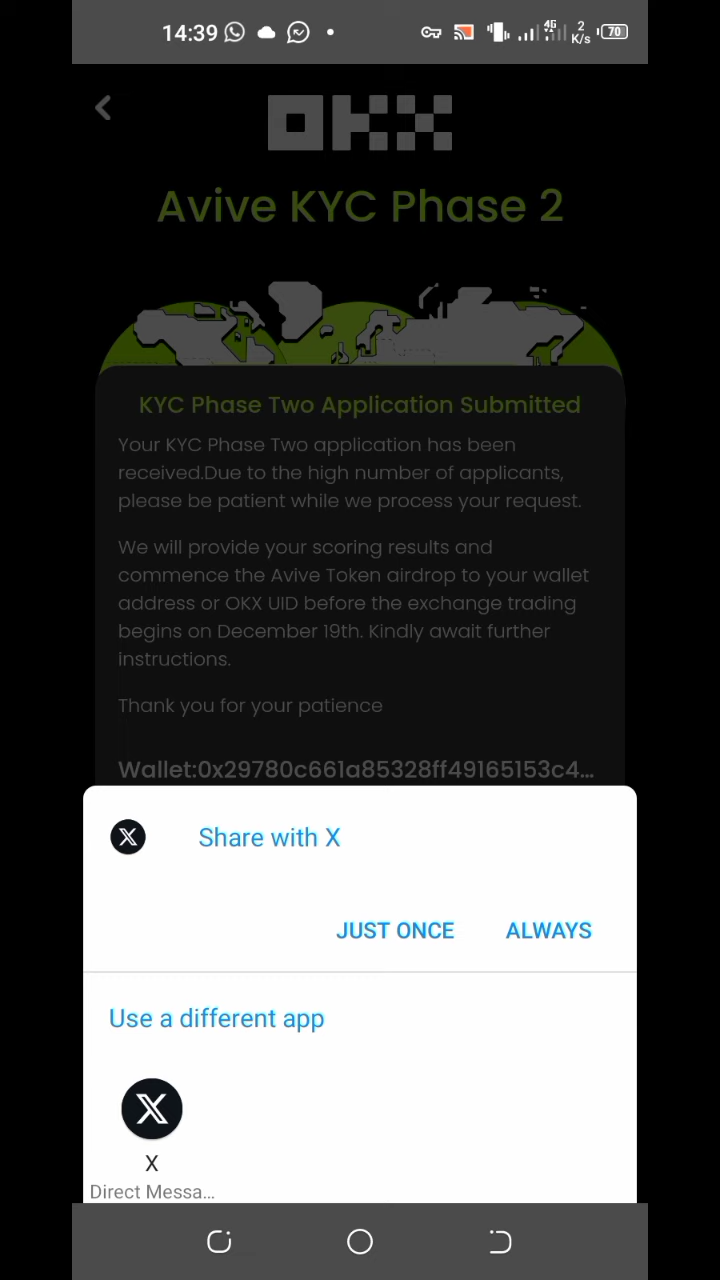 14:39
4G
2
K/s
70
OKX
Avive KYC Phase 2
KYC Phase Two Application Submitted
Your KYC Phase Two application has been
received.Due to the high number of applicants,
please be patient while we process your request.
We will provide your scoring results and
commence the Avive Token airdrop to your wallet
address or OKX UID before the exchange trading
begins on December 19th. Kindly await further
instructions.
Thank you for your patience
Wallet:0x29780c661a85328ff49165153c4...
Share with X
JUST ONCE
ALWAYS
Use a different app
X
Direct Messa...